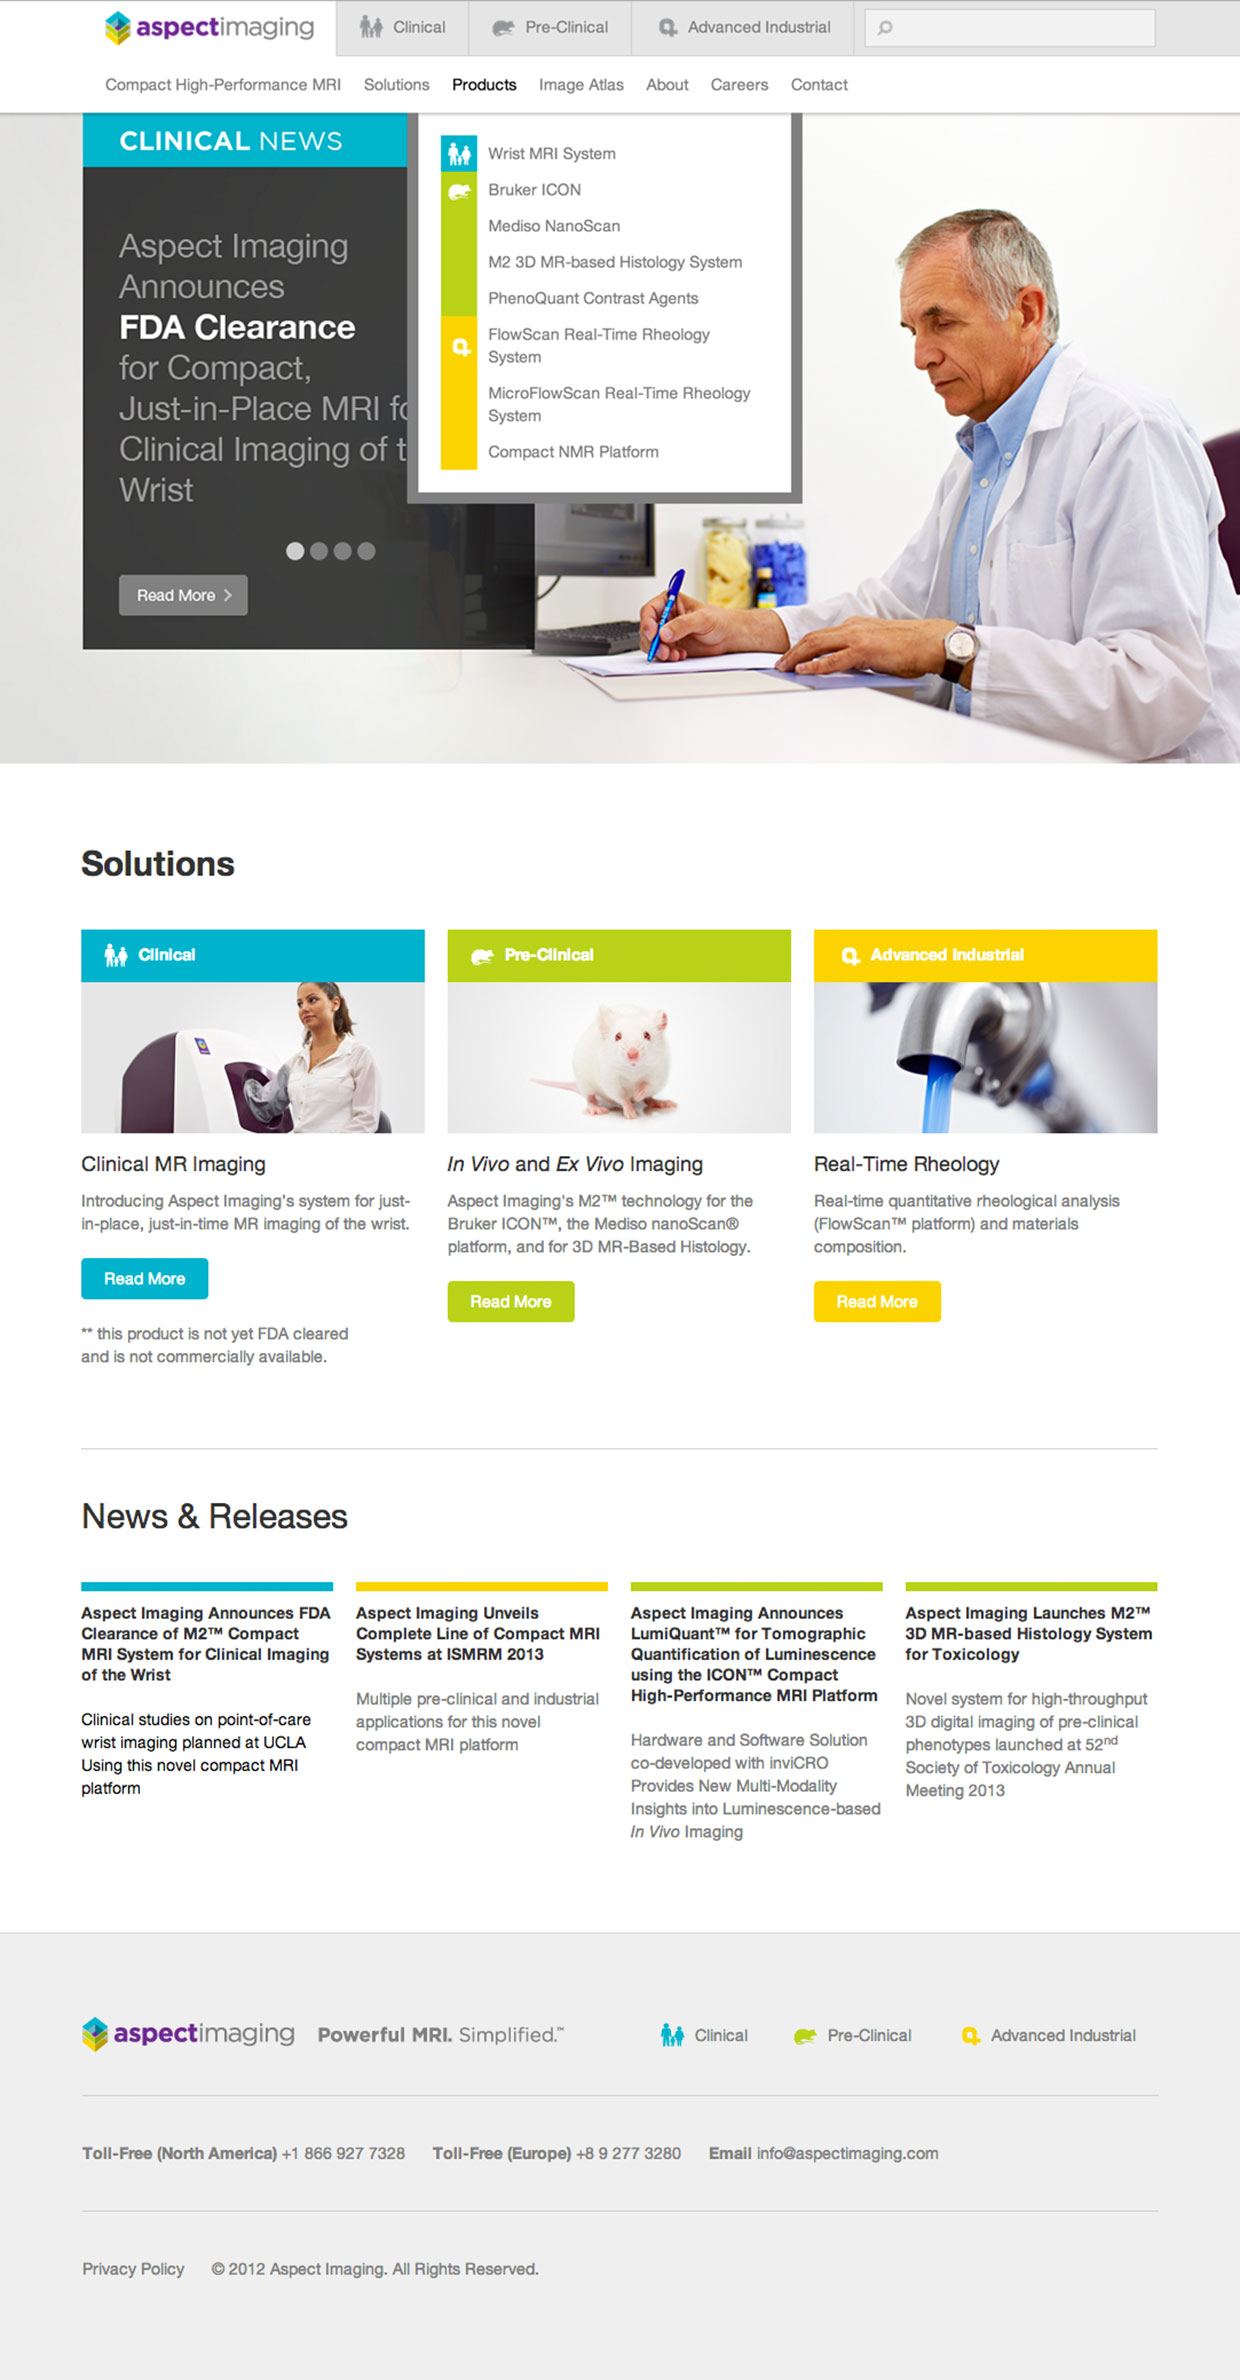 aspectimaging
Clinical
Pre-Clinical
Advanced Industrial
Compact High-Performance MRI
Solutions
Products
Image Atlas
About
Careers
Contact
CLINICAL NEWS
Aspect Imaging
Announces
FDA Clearance
for Compact,
Just-in-Place MRI fo
Clinical Imaging of t
Wrist
Read More
Wrist MRI System
Bruker ICON
Mediso NanoScan
M2 3D MR-based Histology System
PhenoQuant Contrast Agents
FlowScan Real-Time Rheology
System
MicroFlowScan Real-Time Rheology
System
Compact NMR Platform
Solutions
Clinical
Clinical MR Imaging
Introducing Aspect Imaging's system for just-
in-place, just-in-time MR imaging of the wrist.
Read More
** this product is not yet FDA cleared
and is not commercially available.
Pre-Clinical
In Vivo and Ex Vivo Imaging
Aspect Imaging's M2™ technology for the
Bruker ICON™, the Mediso nanoScan®
platform, and for 3D MR-Based Histology.
Read More
Advanced Industrial
Real-Time Rheology
Real-time quantitative rheological analysis
(FlowScan™ platform) and materials
composition.
Read More
News & Releases
Aspect Imaging Announces FDA
Clearance of M2™ Compact
MRI System for Clinical Imaging
of the Wrist
Clinical studies on point-of-care
wrist imaging planned at UCLA
Using this novel compact MRI
platform
Aspect Imaging Unveils
Complete Line of Compact MRI
Systems at ISMRM 2013
Multiple pre-clinical and industrial
applications for this novel
compact MRI platform
Aspect Imaging Announces
LumiQuant™ for Tomographic
Quantification of Luminescence
using the ICON™ Compact
High-Performance MRI Platform
Hardware and Software Solution
co-developed with inviCRO
Provides New Multi-Modality
Insights into Luminescence-based
In Vivo Imaging
Aspect Imaging Launches M2™
3D MR-based Histology System
for Toxicology
Novel system for high-throughput
3D digital imaging of pre-clinical
phenotypes launched at 52nd
Society of Toxicology Annual
Meeting 2013
aspectimaging
Powerful MRI. Simplified.™
Clinical
Pre-Clinical
Advanced Industrial
Toll-Free (North America) +1 866 927 7328
Toll-Free (Europe) +8 9 277 3280
Email info@aspectimaging.com
Privacy Policy
© 2012 Aspect Imaging. All Rights Reserved.